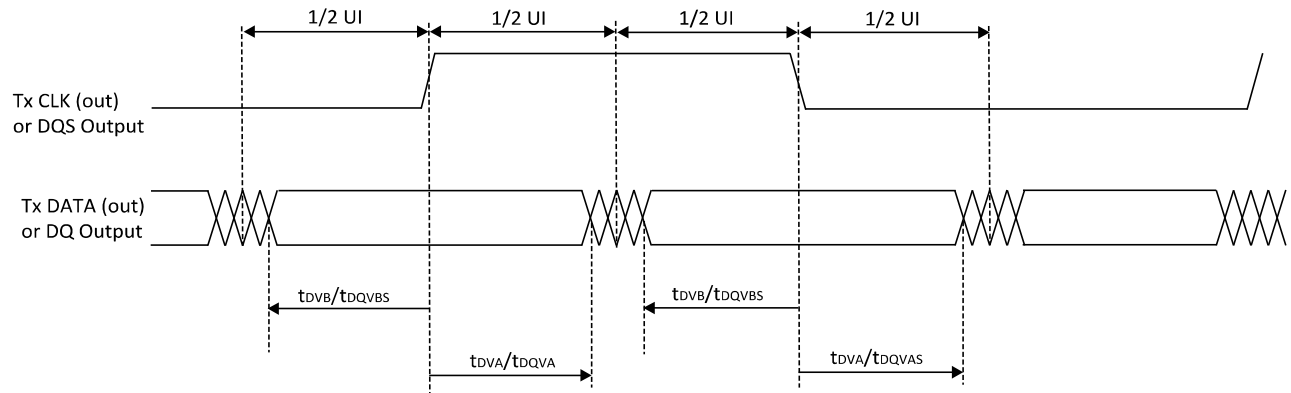 1/2 UI
1/2 UI
1/2 UI
1/2 UI
Tx CLK (out)
or DQS Output
Tx DATA (out)
or DQ Output
tDVB/tDQVBS
tDVB/tDQVBS
tDVA/tDQVA
tDVA/tDQVAS